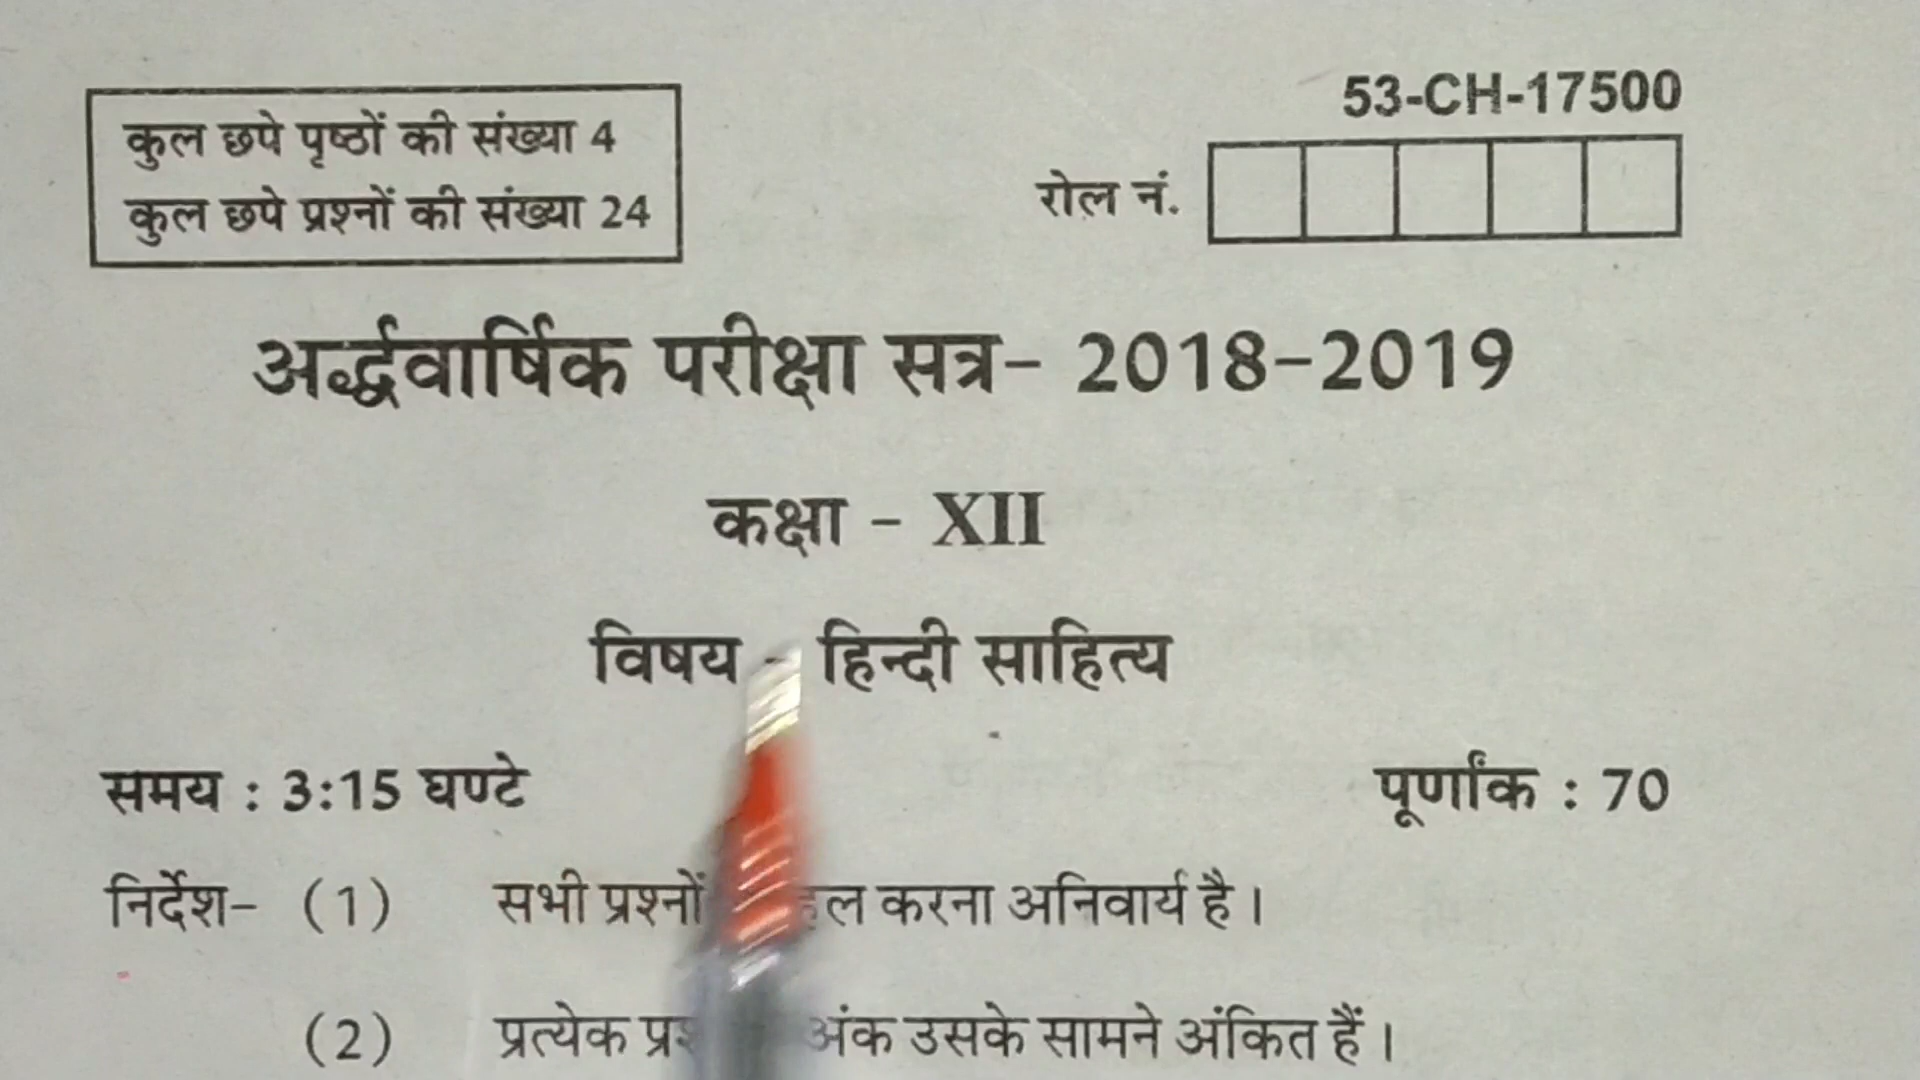 53-CH-17500
कुल छपे पृष्ठों की संख्या 4
कुल छपे प्रश्नों की संख्या 24
रोल नं.
अर्द्धवार्षिक परीक्षा सत्र- 2018-2019
कक्षा - XII
विषय - हिन्दी साहित्य
समय : 3:15 घण्टे
पूर्णांक : 70
निर्देश- (1) सभी प्रश्नों हल करना अनिवार्य है।
(2) प्रत्येक अंक उसके सामने अंकित हैं।